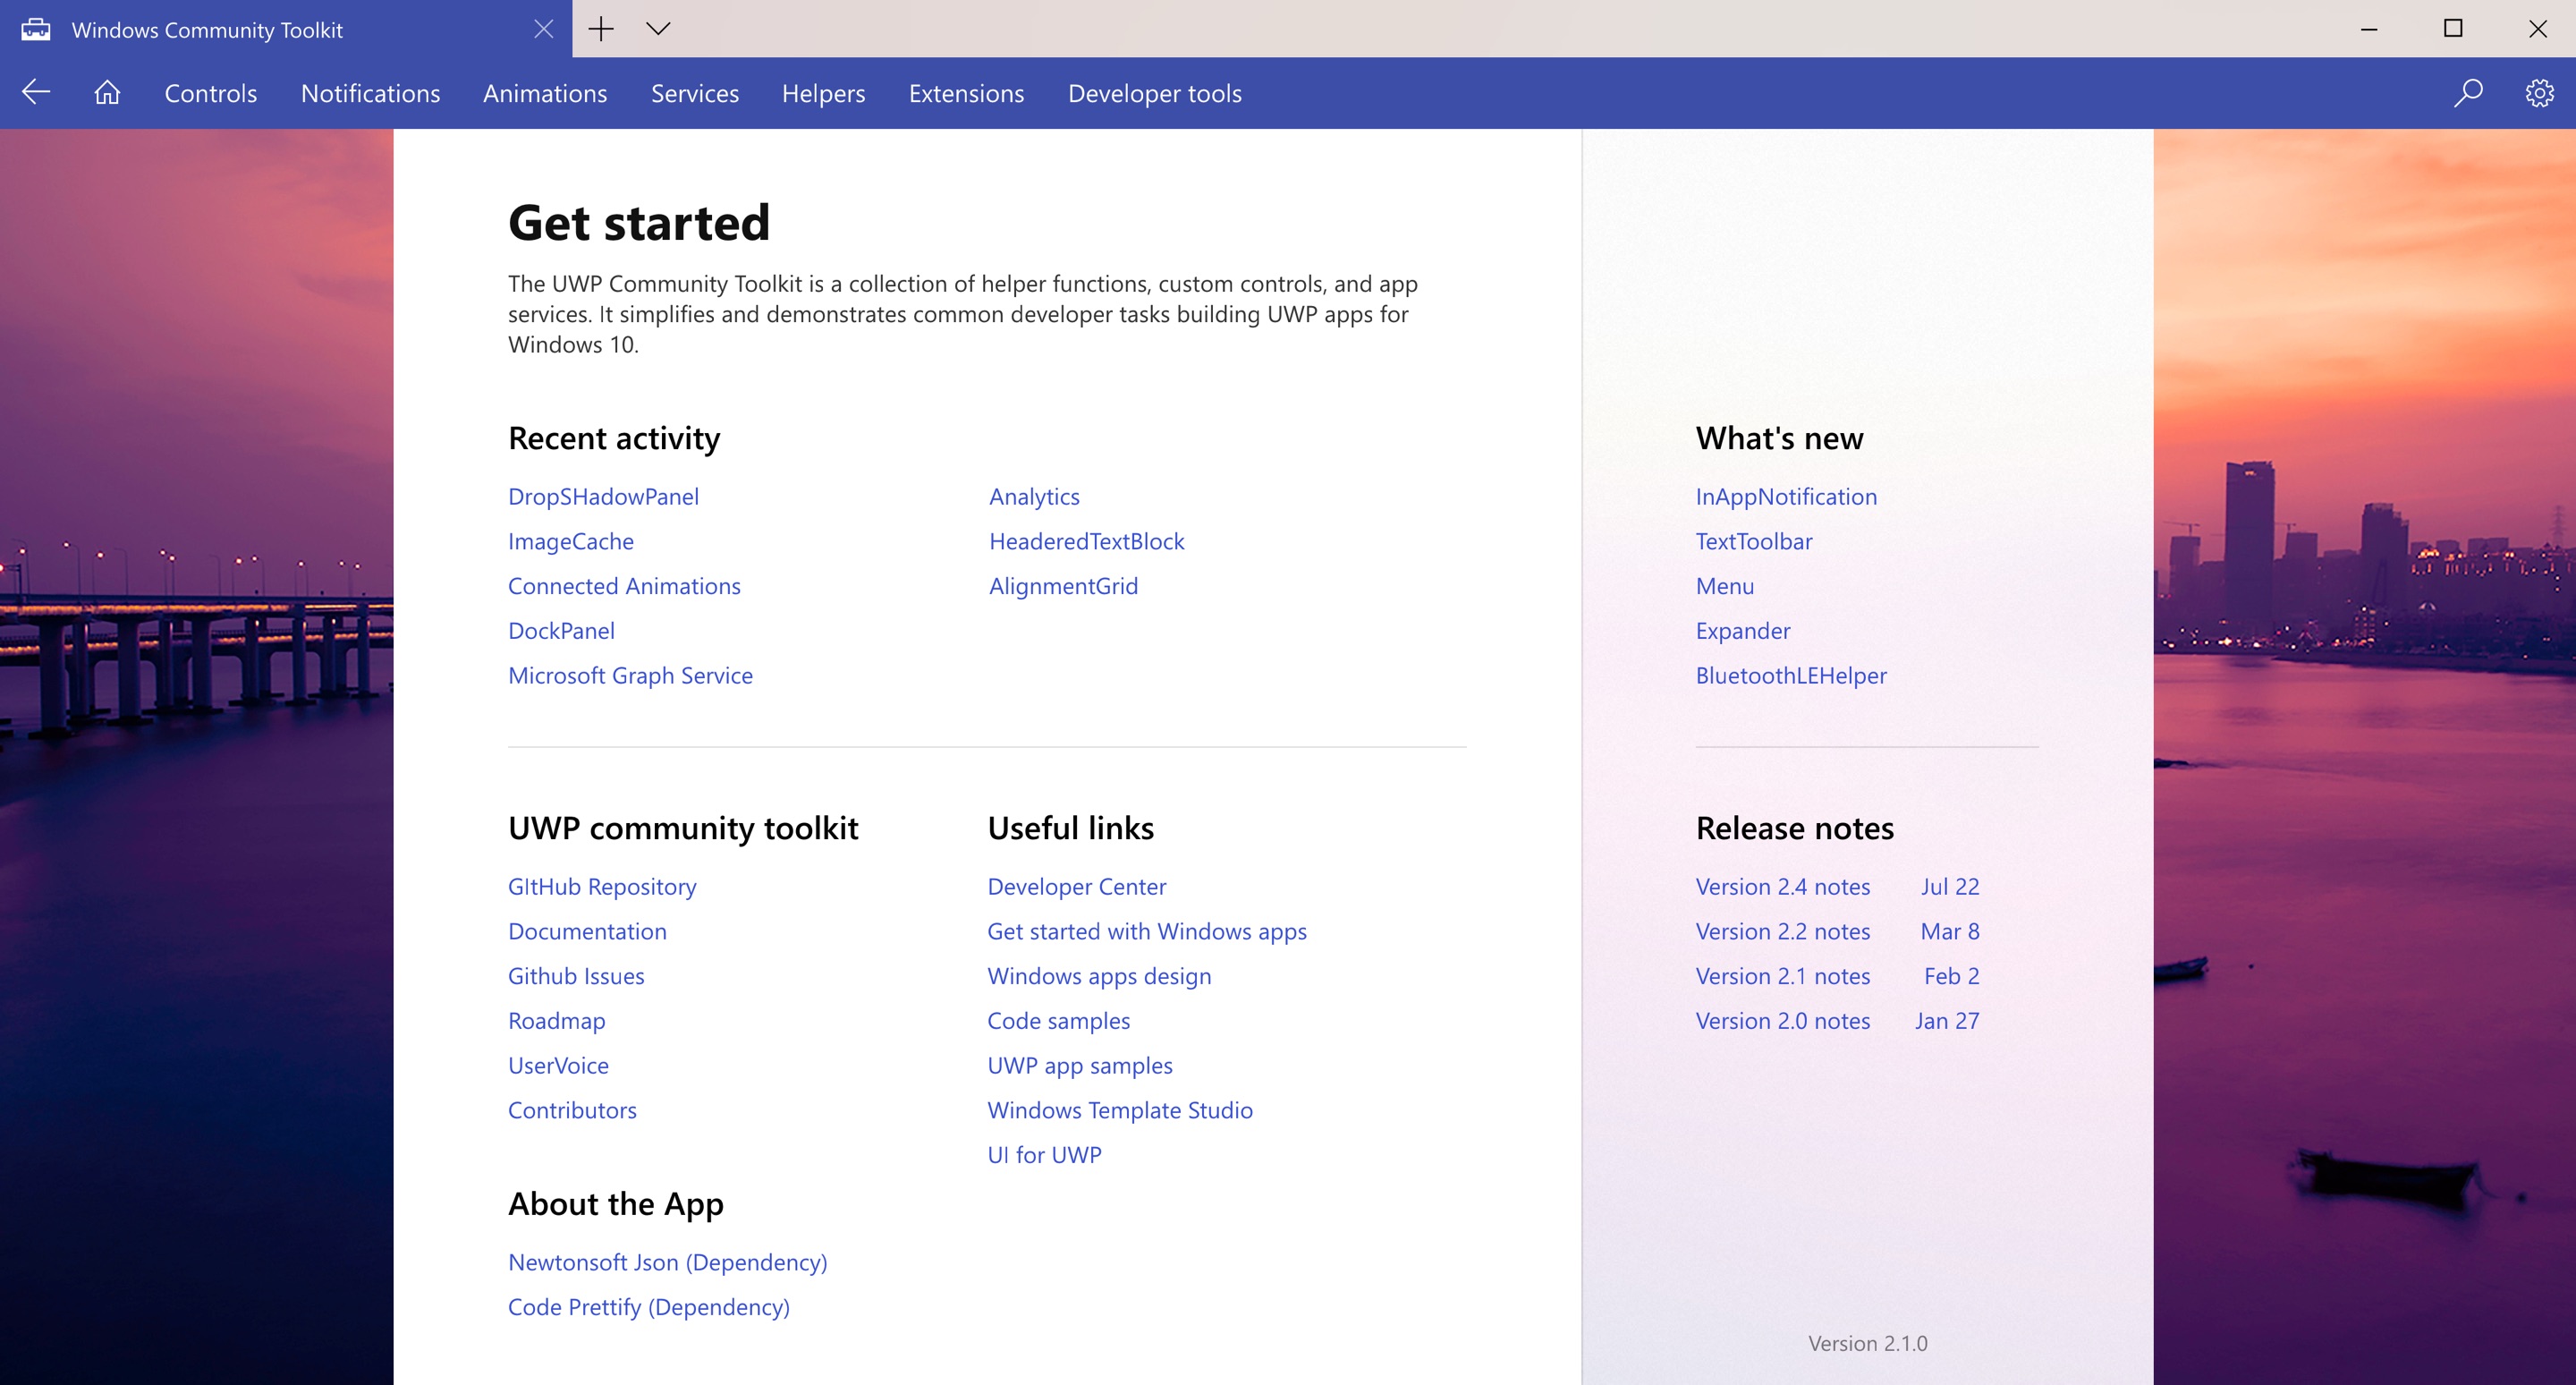 Windows Community Toolkit
Controls Notifications Animations Services Helpers Extensions Developer tools
Get started
The UWP Community Toolkit is a collection of helper functions, custom controls, and app
services. It simplifies and demonstrates common developer tasks building UWP apps for
Windows 10.
Recent activity
DropSHadowPanel
ImageCache
Connected Animations
DockPanel
Microsoft Graph Service
Analytics
HeaderedTextBlock
AlignmentGrid
UWP community toolkit
GItHub Repository
Documentation
Github Issues
Roadmap
UserVoice
Contributors
Useful links
Developer Center
Get started with Windows apps
Windows apps design
Code samples
UWP app samples
Windows Template Studio
UI for UWP
About the App
Newtonsoft Json (Dependency)
Code Prettify (Dependency)
What's new
InAppNotification
TextToolbar
Menu
Expander
BluetoothLEHelper
Release notes
Version 2.4 notes Jul 22
Version 2.2 notes Mar 8
Version 2.1 notes Feb 2
Version 2.0 notes Jan 27
Version 2.1.0